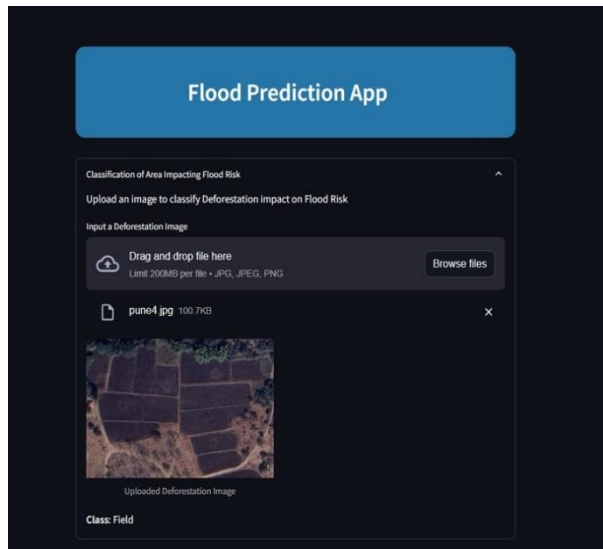 Flood Prediction App
Classification of Area Impacting Flood Risk
Upload an image to classify Deforestation impact on Flood Risk
Input a Deforestation Image
Drag and drop file here
Limit 200MB per file • JPG, JPEG, PNG
Browse files
pune4.jpg 100.7KB
Uploaded Deforestation Image
Class: Field